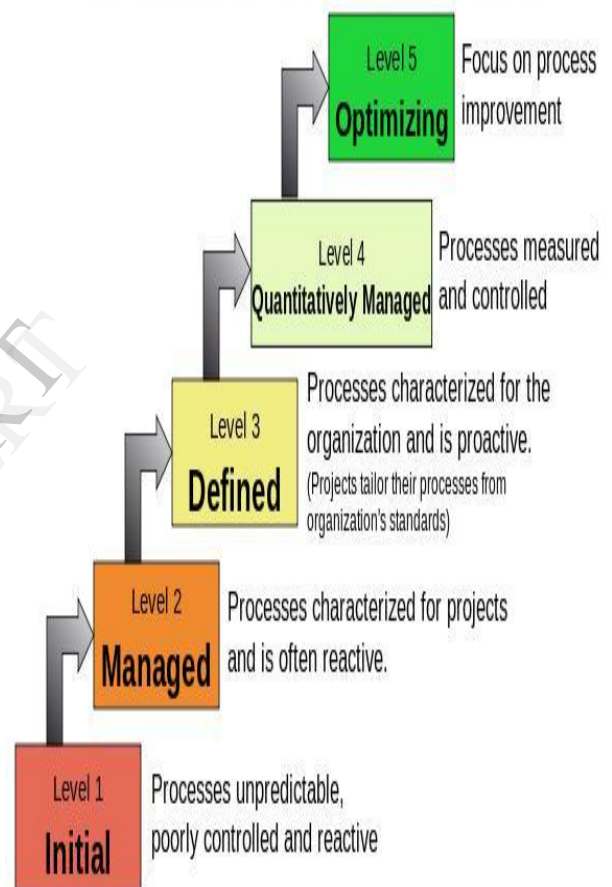 Level 5
Optimizing
Focus on process
improvement
Level 4
Quantitatively Managed
Processes measured
and controlled
Level 3
Defined
Processes characterized for the
organization and is proactive.
(Projects tailor their processes from
organization's standards)
Level 2
Managed
Processes characterized for projects
and is often reactive.
Level 1
Initial
Processes unpredictable,
poorly controlled and reactive